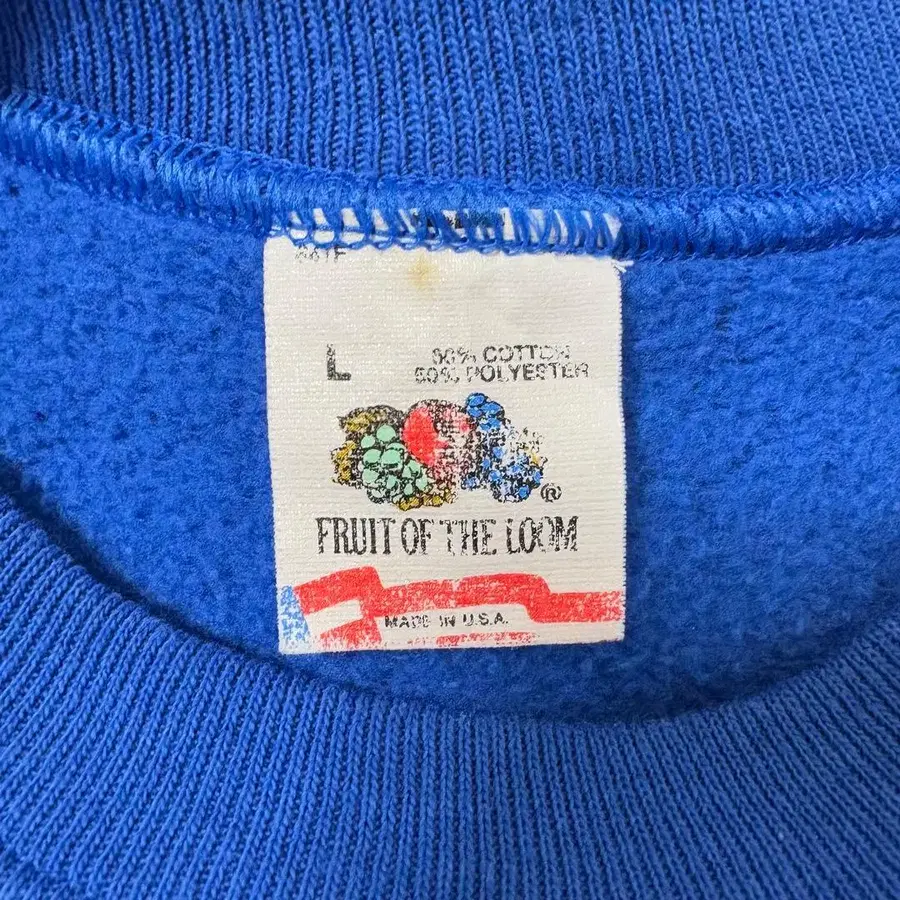 L
50% COTTON
50% POLYESTER
®
FRUIT OF THE LOOM
MADE IN U.S.A.